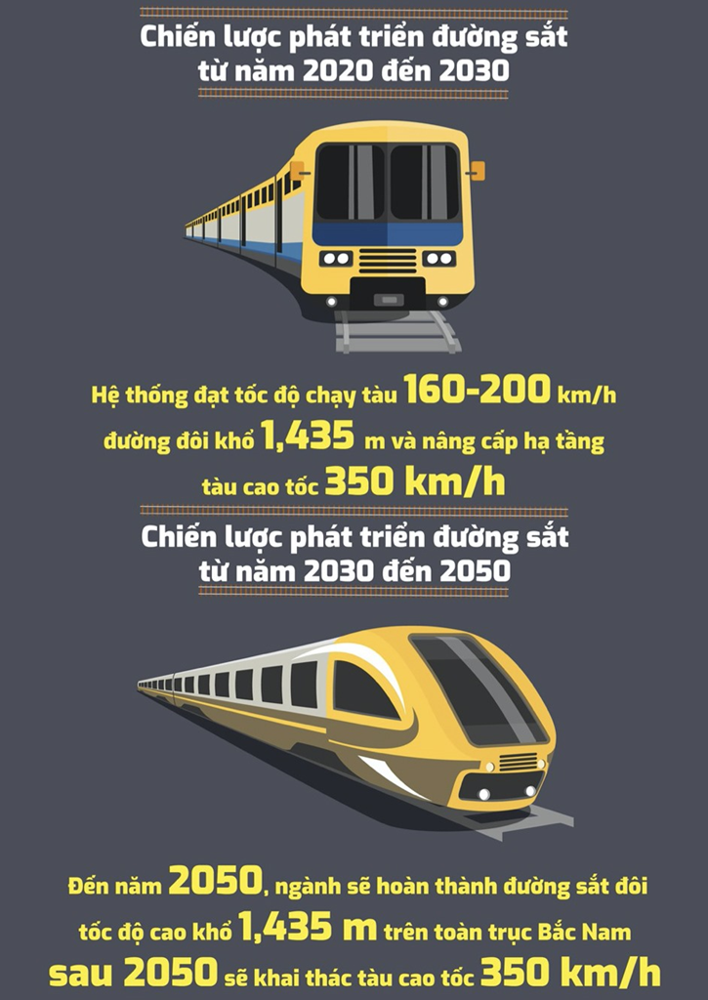 Chiến lược phát triển đường sắt
từ năm 2020 đến 2030
Hệ thống đạt tốc độ chạy tàu 160-200 km/h
đường đôi khổ 1,435 m và nâng cấp hạ tầng
tàu cao tốc 350 km/h
Chiến lược phát triển đường sắt
từ năm 2030 đến 2050
Đến năm 2050, ngành sẽ hoàn thành đường sắt đôi
tốc độ cao khổ 1,435 m trên toàn trục Bắc Nam
sau 2050 sẽ khai thác tàu cao tốc 350 km/h